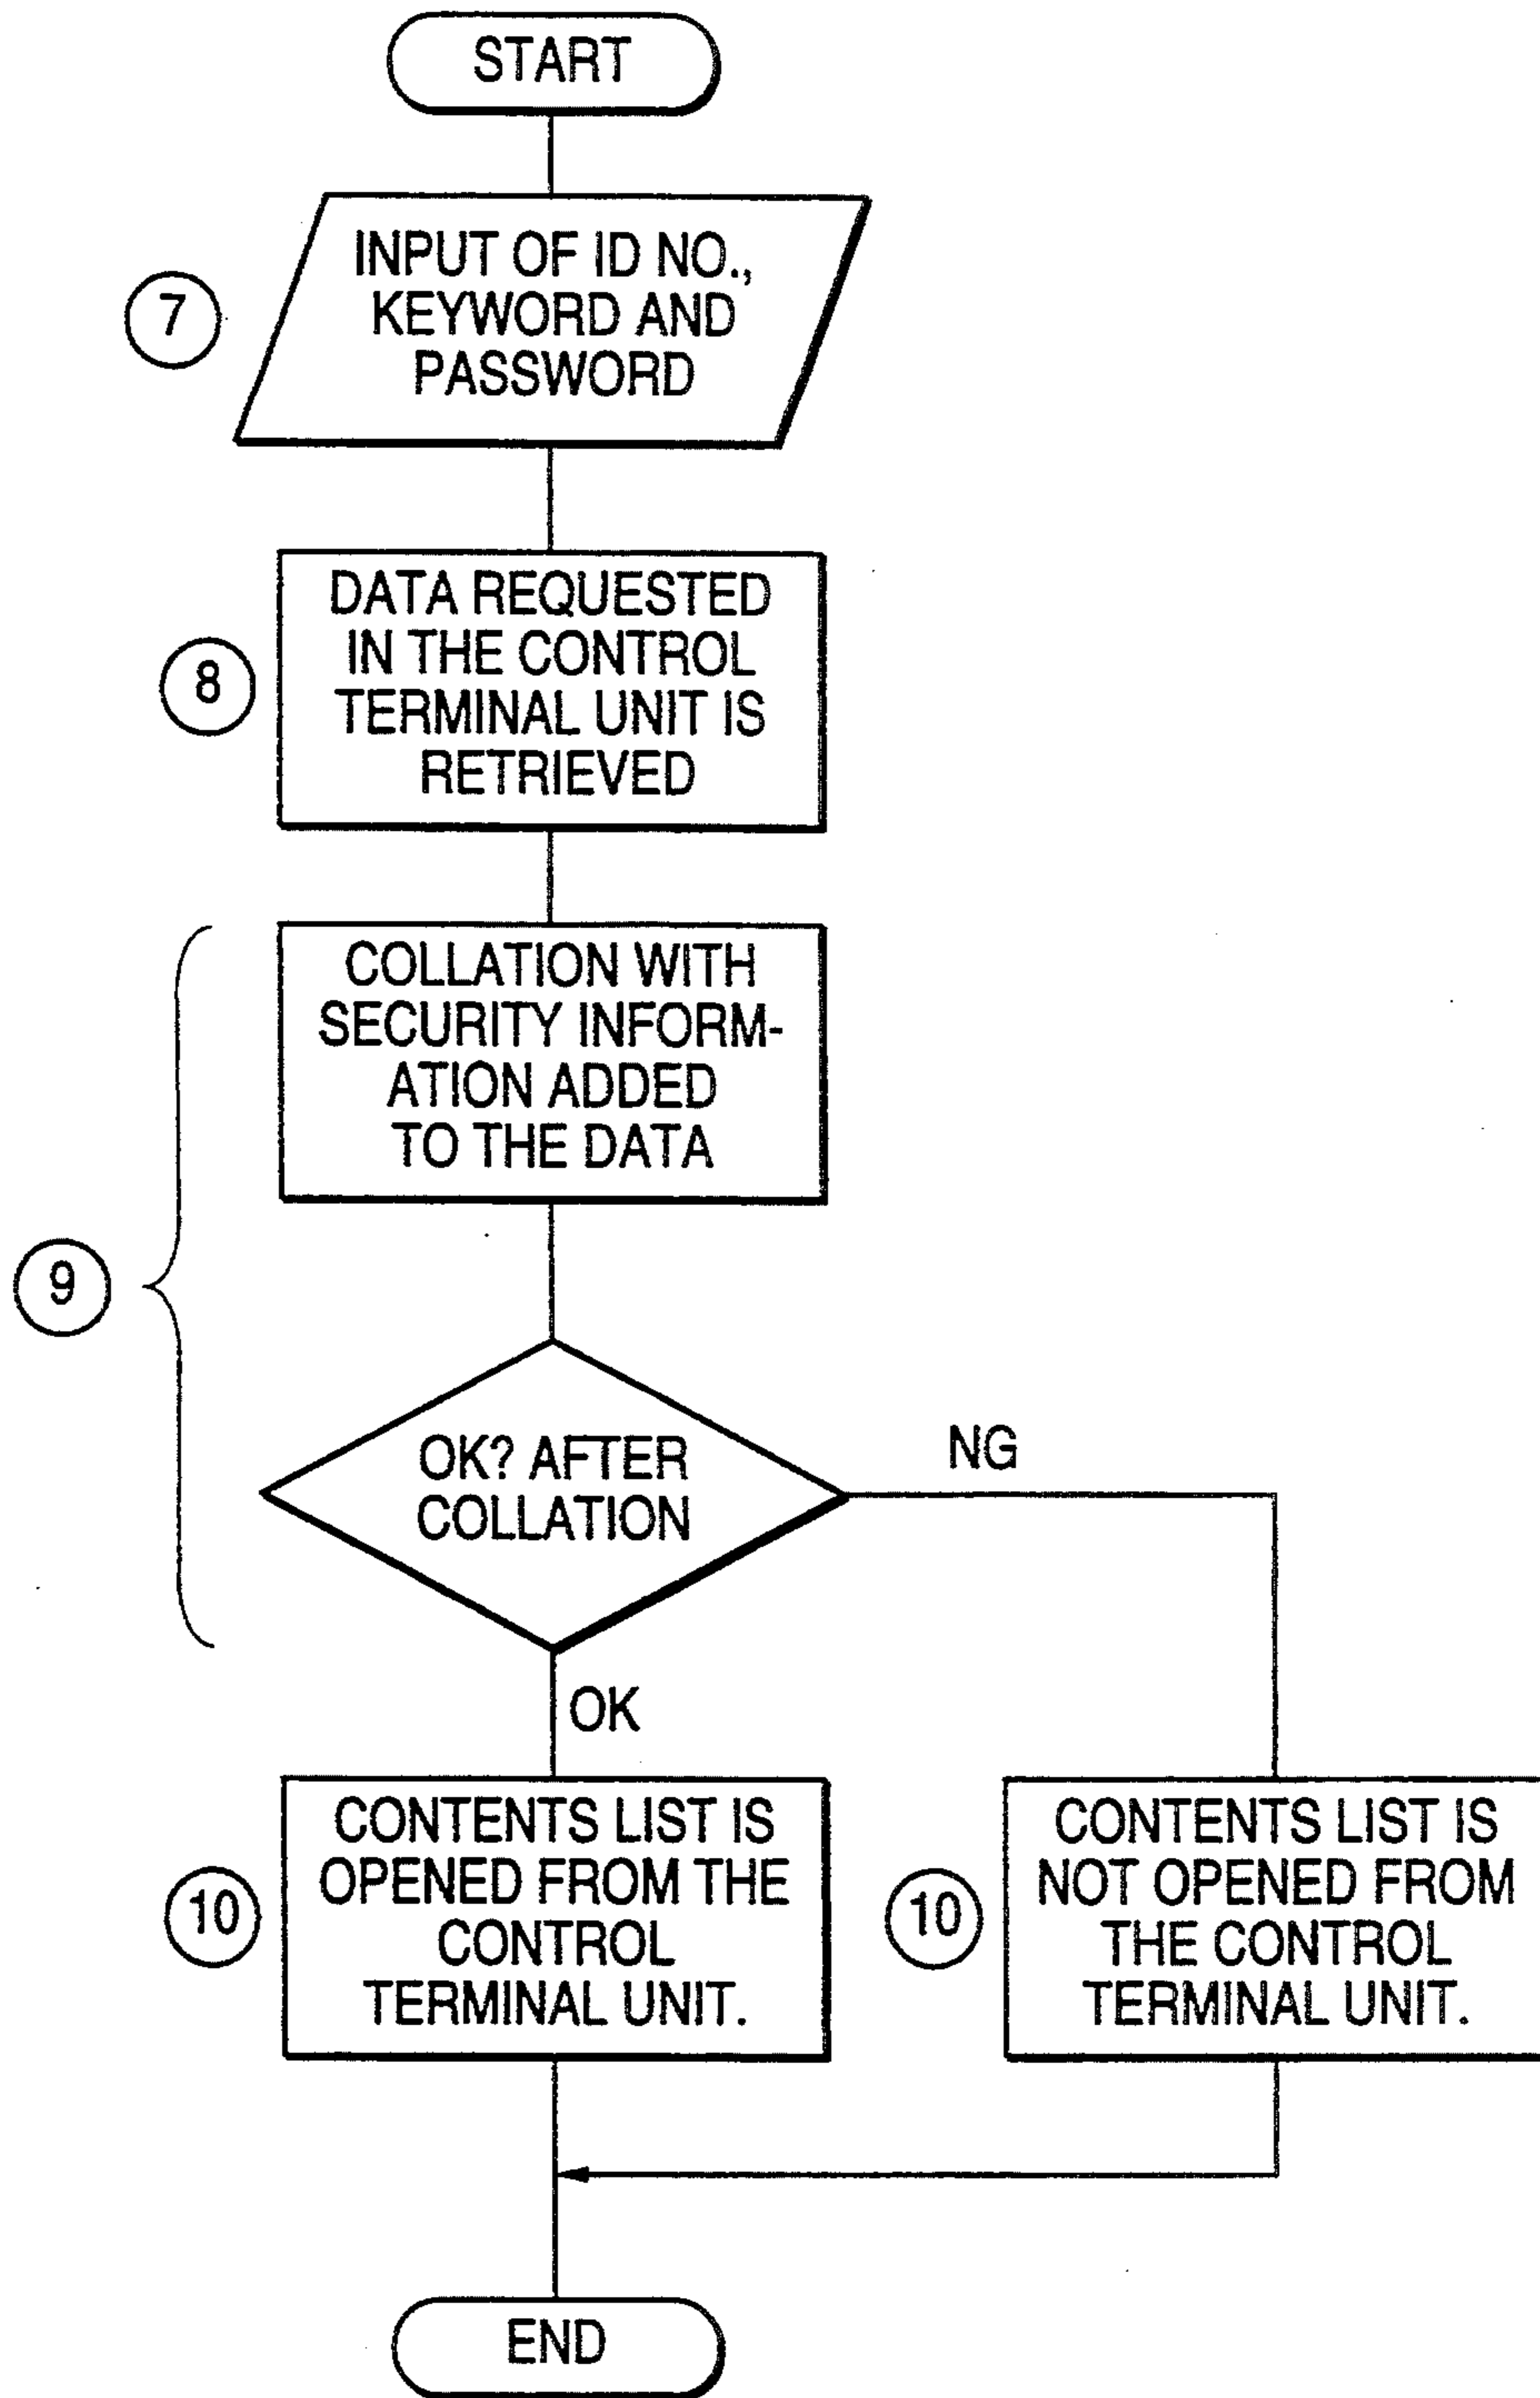 START
7
INPUT OF ID NO.,
KEYWORD AND
PASSWORD
8
DATA REQUESTED
IN THE CONTROL
TERMINAL UNIT IS
RETRIEVED
9
COLLATION WITH
SECURITY INFORM-
ATION ADDED
TO THE DATA
OK? AFTER
COLLATION
NG
OK
10
CONTENTS LIST IS
OPENED FROM THE
CONTROL
TERMINAL UNIT.
10
CONTENTS LIST IS
NOT OPENED FROM
THE CONTROL
TERMINAL UNIT.
END